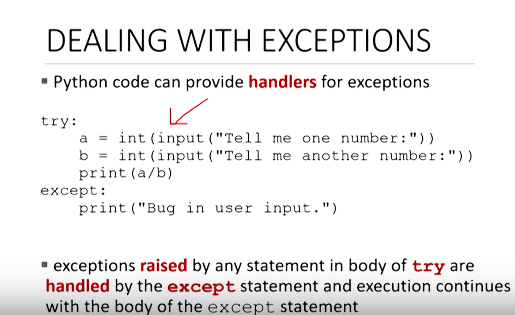 DEALING WITH EXCEPTIONS
▪ Python code can provide handlers for exceptions
try:
    a = int(input("Tell me one number:"))
    b = int(input("Tell me another number:"))
    print(a/b)
except:
    print("Bug in user input.")
▪ exceptions raised by any statement in body of try are
handled by the except statement and execution continues
with the body of the except statement